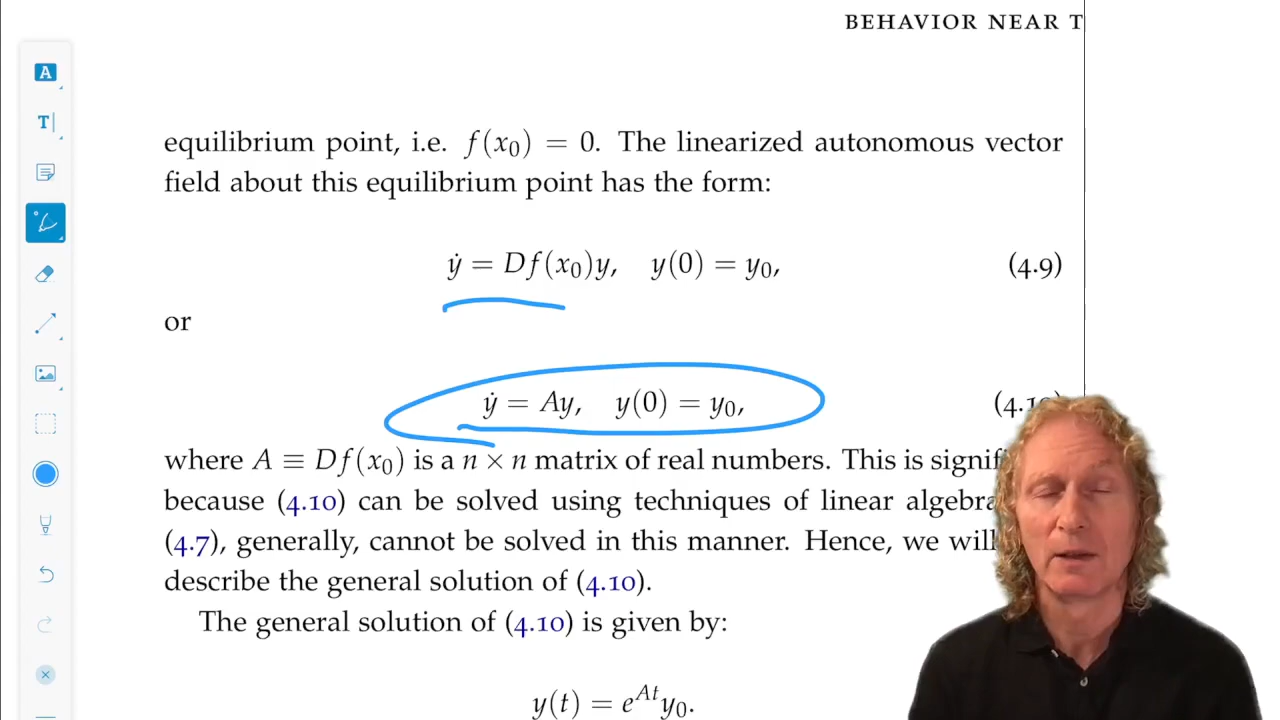 BEHAVIOR NEAR T
equilibrium point, i.e. f(x₀) = 0. The linearized autonomous vector
field about this equilibrium point has the form:
ẏ = Df(x₀)y, y(0) = y₀, (4.9)
or
ẏ = Ay, y(0) = y₀, (4.10
where A ≡ Df(x₀) is a n × n matrix of real numbers. This is signif
because (4.10) can be solved using techniques of linear algebra
(4.7), generally, cannot be solved in this manner. Hence, we will
describe the general solution of (4.10).
The general solution of (4.10) is given by:
y(t) = e^{At}y₀.